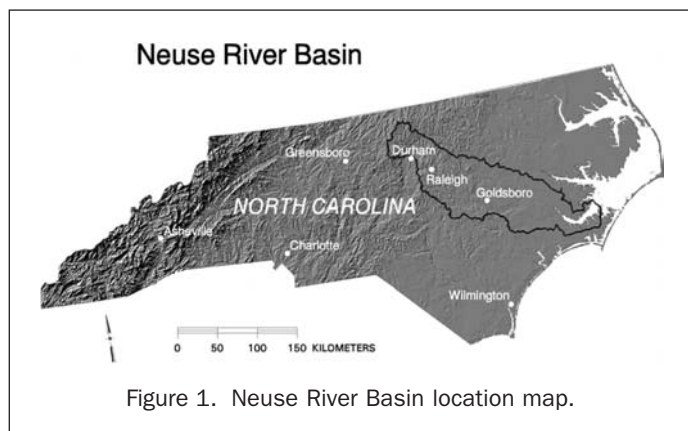 Neuse River Basin
Durham
Greensboro
Raleigh
Goldsboro
NORTH CAROLINA
Asheville
Charlotte
Wilmington
0 50 100 150 KILOMETERS
Figure 1. Neuse River Basin location map.